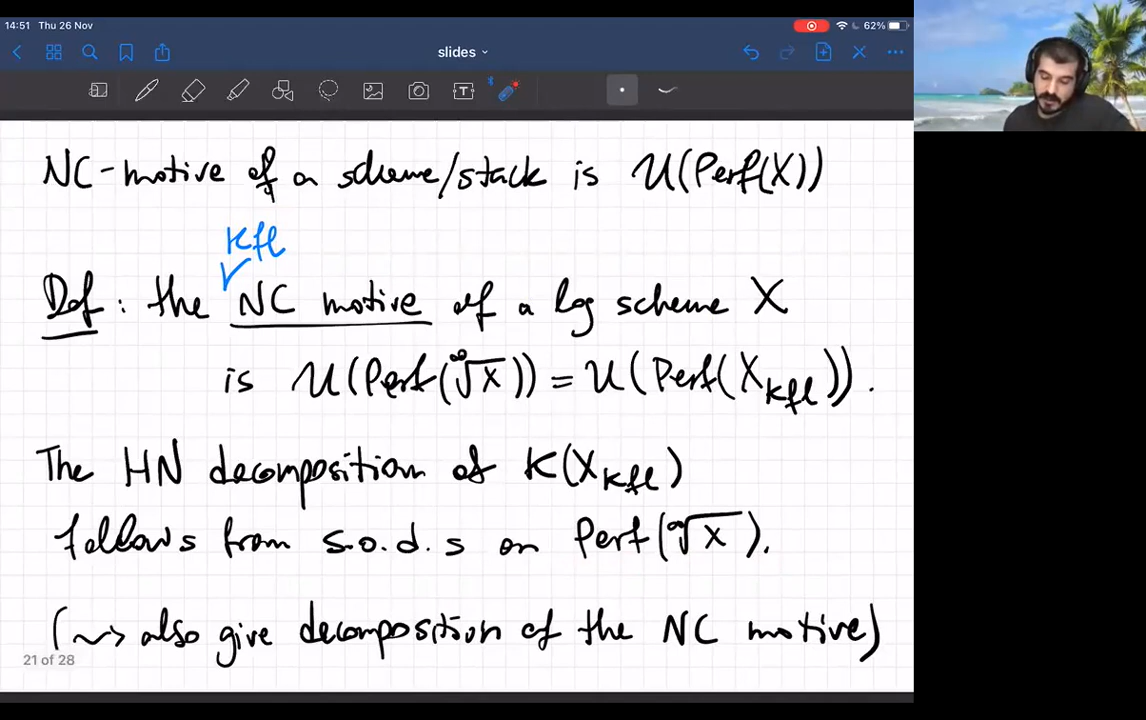 14:51 Thu 26 Nov
62%
slides
NC-motive of a scheme/stack is U(Perf(X))
kfl
Def: the NC motive of a log scheme X
is U(Perf(∞√X)) = U(Perf(X_kfl)).
The HN decomposition of K(X_kfl)
follows from s.o.d.s on Perf(∞√X).
(⇝ also give decomposition of the NC motive)
21 of 28